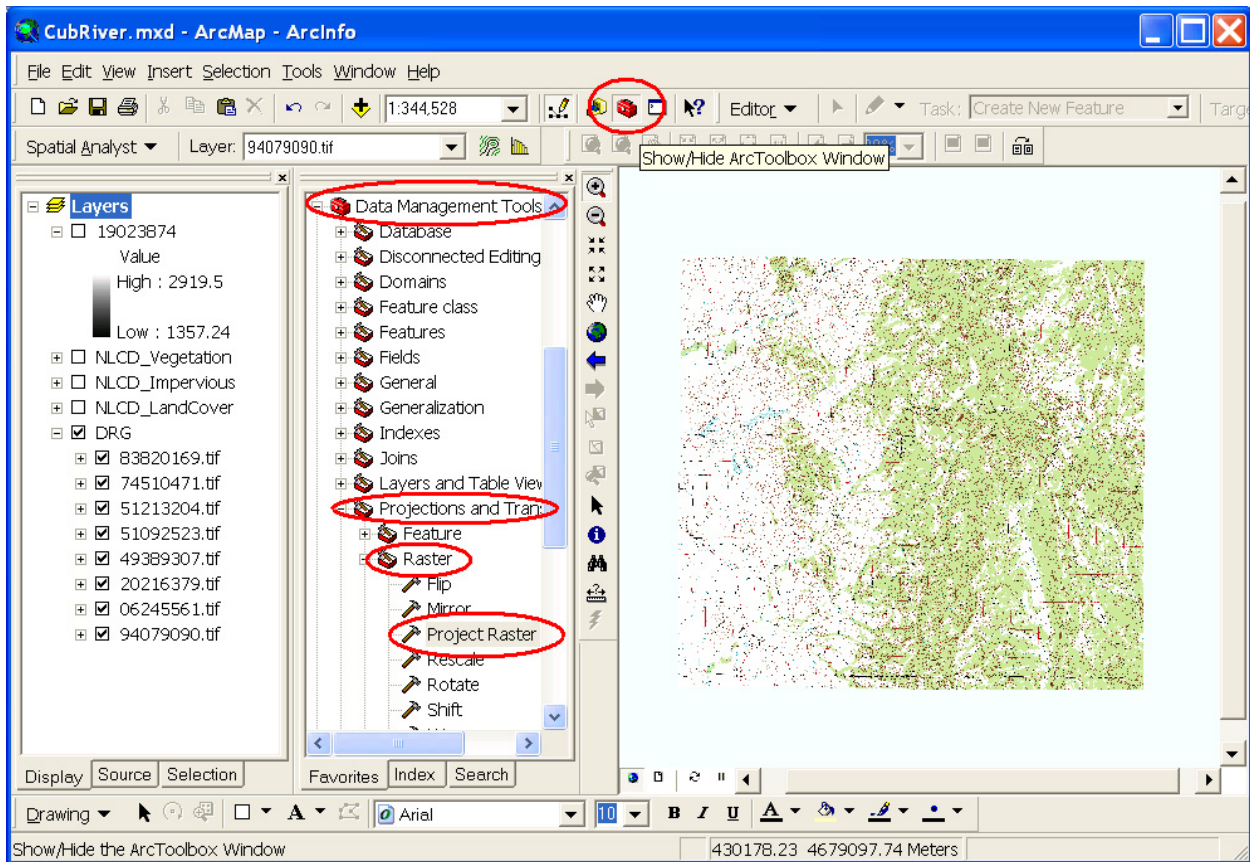 CubRiver.mxd - ArcMap - ArcInfo
File Edit View Insert Selection Tools Window Help
1:344,528
Editor
Task: Create New Feature
Spatial Analyst
Layer: 94079090.tif
Show/Hide ArcToolbox Window
Layers
19023874
Value
High : 2919.5
Low : 1357.24
NLCD_Vegetation
NLCD_Impervious
NLCD_LandCover
DRG
83820169.tif
74510471.tif
51213204.tif
51092523.tif
49389307.tif
20216379.tif
06245561.tif
94079090.tif
Display Source Selection
Data Management Tools
Database
Disconnected Editing
Domains
Feature class
Features
Fields
General
Generalization
Indexes
Joins
Layers and Table View
Projections and Tran
Feature
Raster
Flip
Mirror
Project Raster
Rescale
Rotate
Shift
Favorites Index Search
Drawing
A
Arial
10
B I U A
Show/Hide the ArcToolbox Window
430178.23 4679097.74 Meters